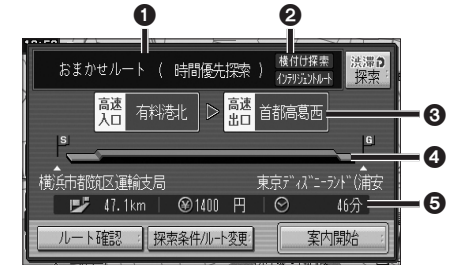 ❶ ❷
おまかせルート ( 時間優先探索 ) 横付け探索 渋滞
インテリジェントルート 探索
高速 入口 有料港北 ▷ 高速 出口 首都高葛西 ❸
S G
❹
横浜市都筑区運輸支局 東京ディズニーランド(浦安
47.1km ¥1400 円 46分 ❺
ルート確認 探索条件/ルート変更 案内開始